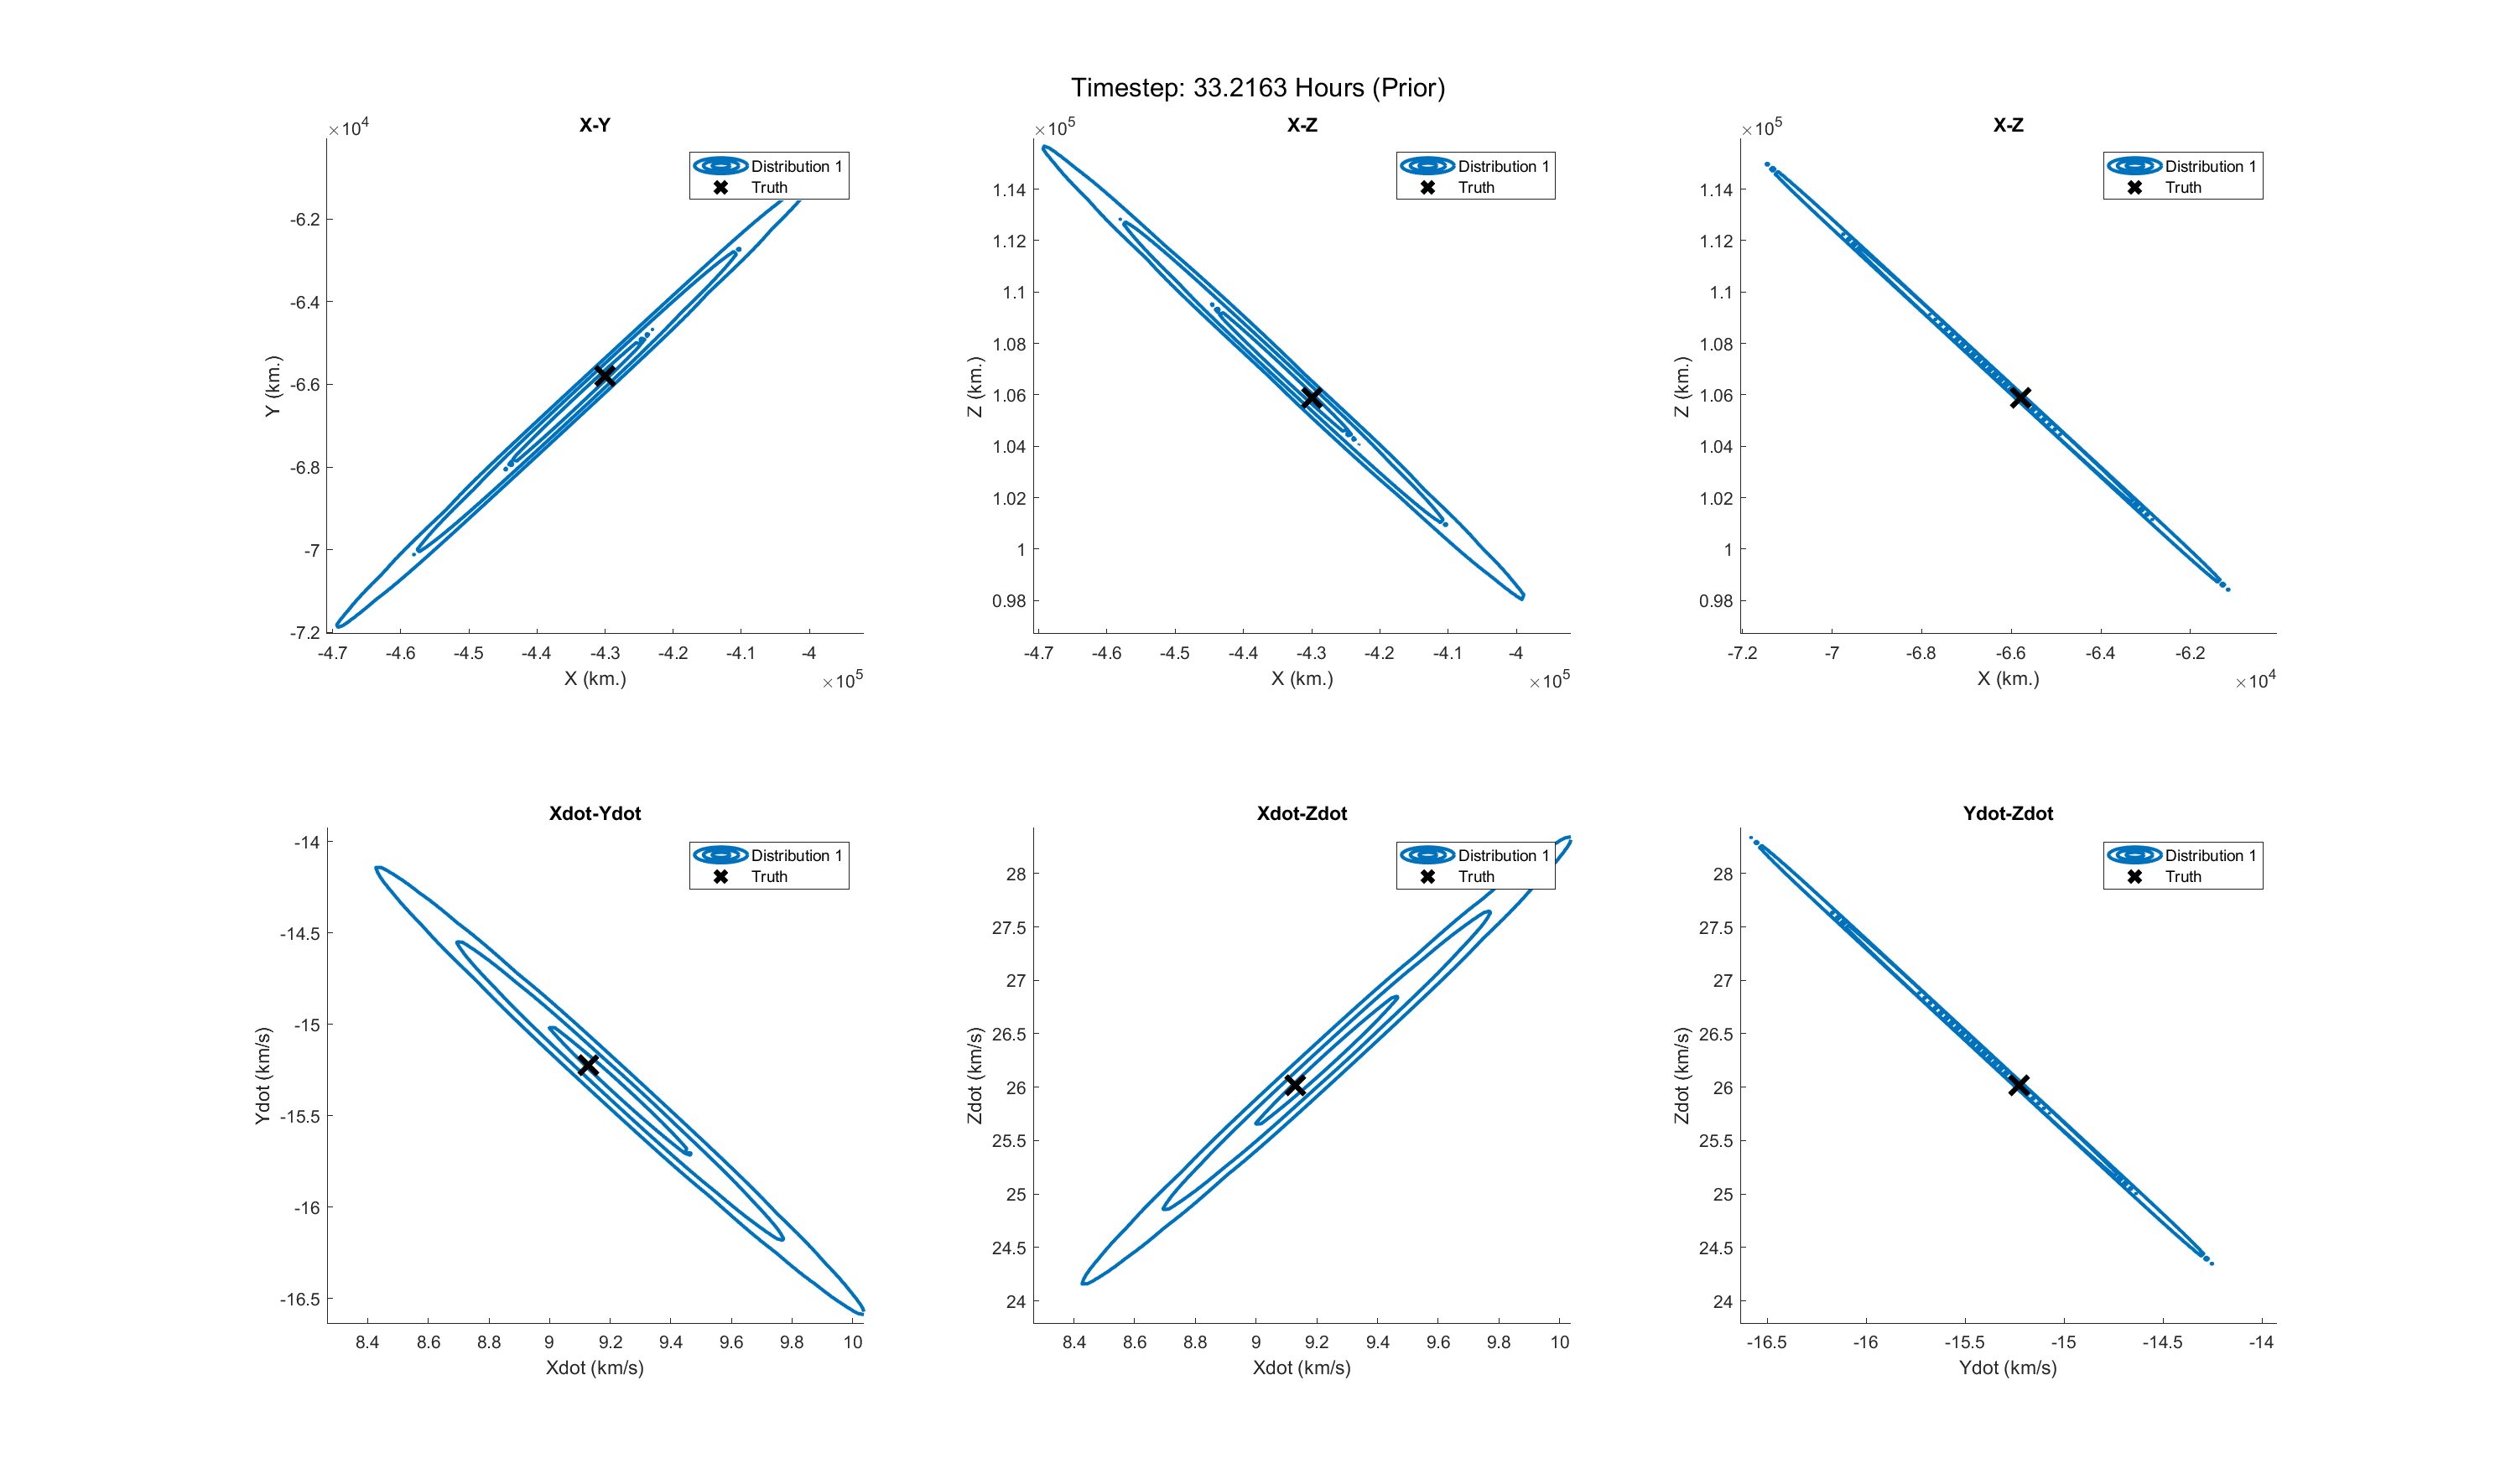 Timestep: 33.2163 Hours (Prior)
X-Y
×10^4
Distribution 1
Truth
-6.2
-6.4
-6.6
-6.8
-7
-7.2
Y (km.)
-4.7 -4.6 -4.5 -4.4 -4.3 -4.2 -4.1 -4
X (km.)
×10^5
X-Z
×10^5
Distribution 1
Truth
1.14
1.12
1.1
1.08
1.06
1.04
1.02
1
0.98
Z (km.)
-4.7 -4.6 -4.5 -4.4 -4.3 -4.2 -4.1 -4
X (km.)
×10^5
X-Z
×10^5
Distribution 1
Truth
1.14
1.12
1.1
1.08
1.06
1.04
1.02
1
0.98
Z (km.)
-7.2 -7 -6.8 -6.6 -6.4 -6.2
X (km.)
×10^4
Xdot-Ydot
Distribution 1
Truth
-14
-14.5
-15
-15.5
-16
-16.5
Ydot (km/s)
8.4 8.6 8.8 9 9.2 9.4 9.6 9.8 10
Xdot (km/s)
Xdot-Zdot
Distribution 1
Truth
28
27.5
27
26.5
26
25.5
25
24.5
24
Zdot (km/s)
8.4 8.6 8.8 9 9.2 9.4 9.6 9.8 10
Xdot (km/s)
Ydot-Zdot
Distribution 1
Truth
28
27.5
27
26.5
26
25.5
25
24.5
24
Zdot (km/s)
-16.5 -16 -15.5 -15 -14.5 -14
Ydot (km/s)